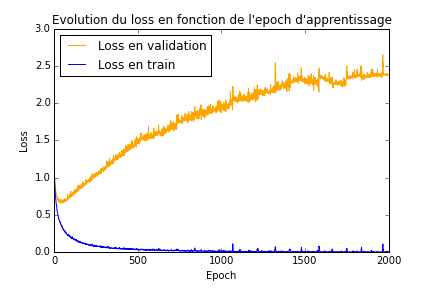 Evolution du loss en fonction de l'epoch d'apprentissage
3.0
2.5
2.0
1.5
1.0
0.5
0.0
Loss
Loss en validation
Loss en train
0
500
1000
1500
2000
Epoch